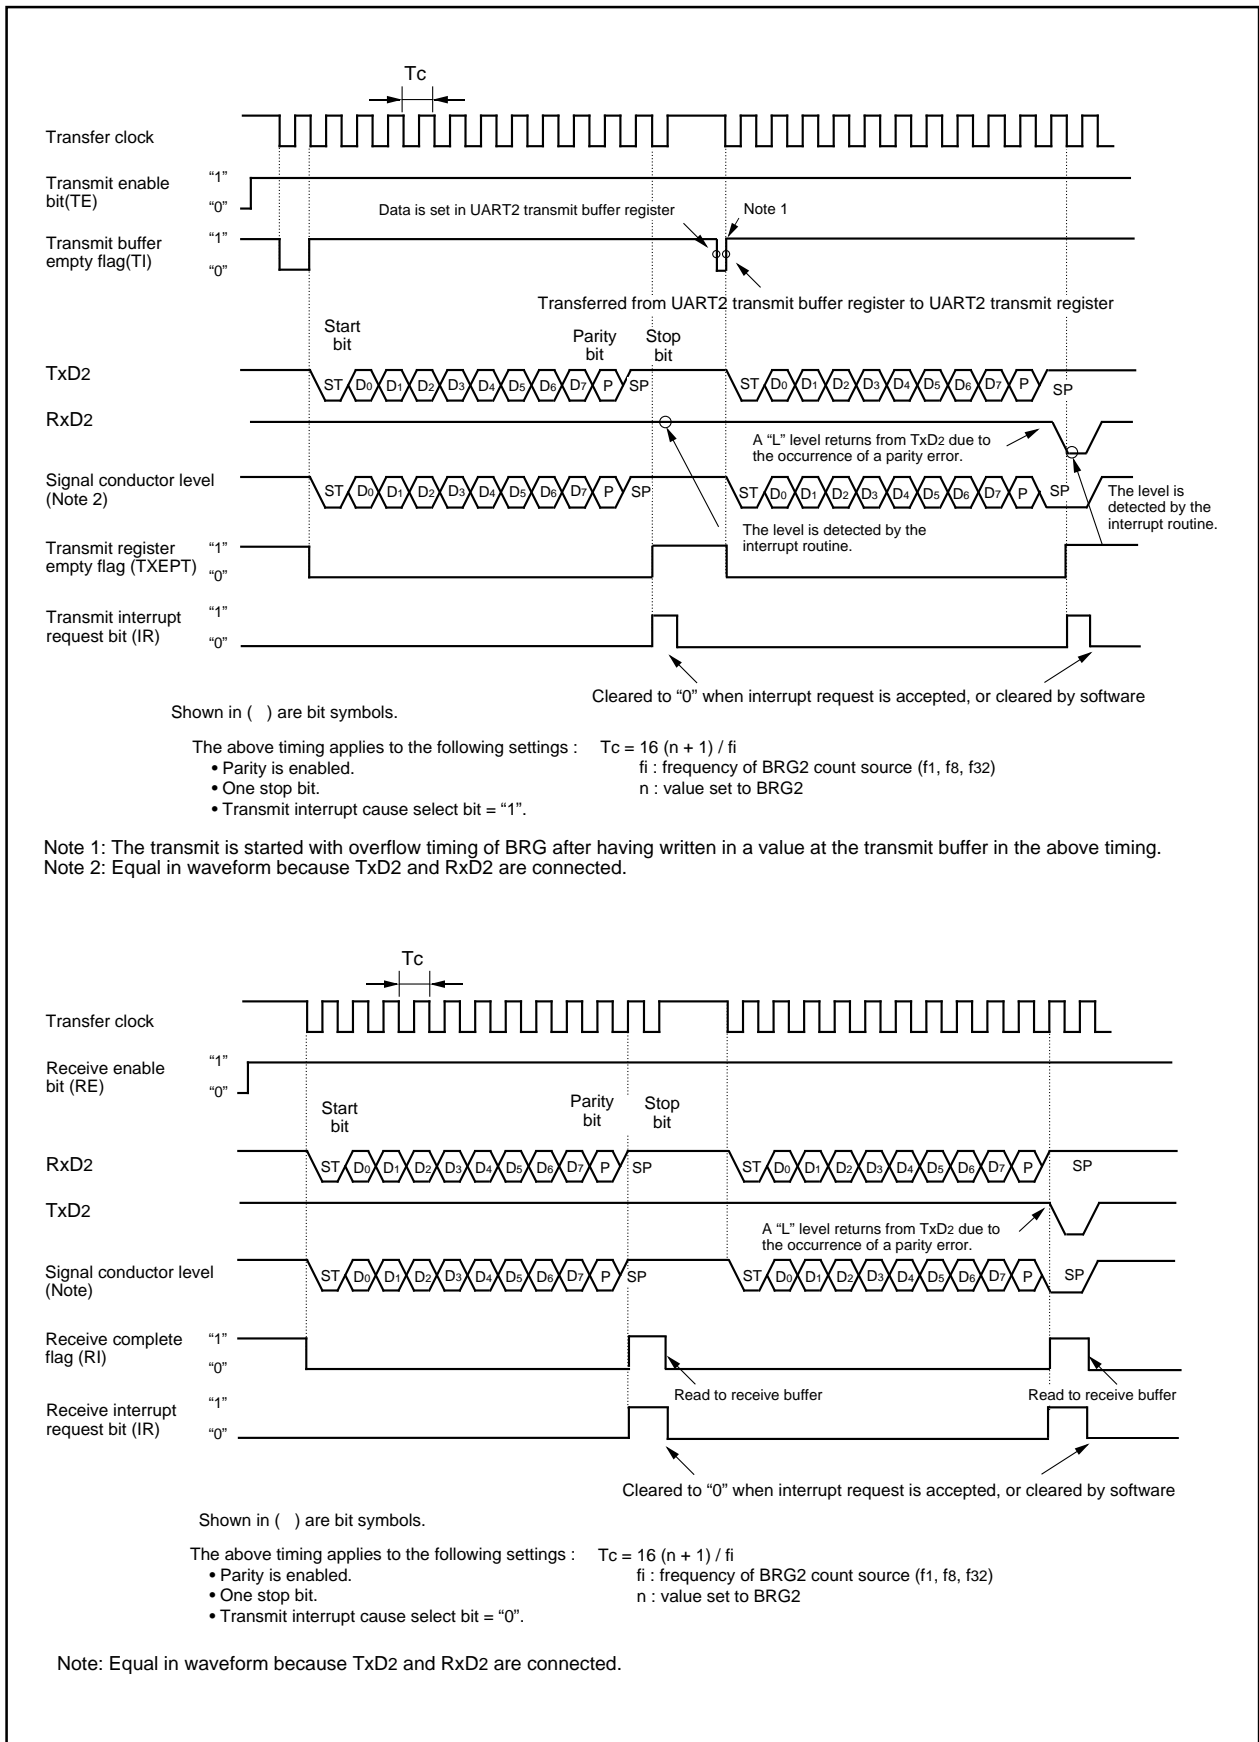 Tc
Transfer clock
Transmit enable
bit(TE)
“1”
“0”
Data is set in UART2 transmit buffer register
Note 1
Transmit buffer
empty flag(TI)
“1”
“0”
Transferred from UART2 transmit buffer register to UART2 transmit register
Start
bit
Parity
bit
Stop
bit
TxD2
ST D0 D1 D2 D3 D4 D5 D6 D7 P SP
ST D0 D1 D2 D3 D4 D5 D6 D7 P SP
RxD2
A “L” level returns from TxD2 due to
the occurrence of a parity error.
Signal conductor level
(Note 2)
ST D0 D1 D2 D3 D4 D5 D6 D7 P SP
ST D0 D1 D2 D3 D4 D5 D6 D7 P SP
The level is
detected by the
interrupt routine.
The level is detected by the
interrupt routine.
Transmit register
empty flag (TXEPT)
“1”
“0”
Transmit interrupt
request bit (IR)
“1”
“0”
Cleared to “0” when interrupt request is accepted, or cleared by software
Shown in ( ) are bit symbols.
The above timing applies to the following settings :
• Parity is enabled.
• One stop bit.
• Transmit interrupt cause select bit = “1”.
Tc = 16 (n + 1) / fi
fi : frequency of BRG2 count source (f1, f8, f32)
n : value set to BRG2
Note 1: The transmit is started with overflow timing of BRG after having written in a value at the transmit buffer in the above timing.
Note 2: Equal in waveform because TxD2 and RxD2 are connected.
Tc
Transfer clock
Receive enable
bit (RE)
“1”
“0”
Start
bit
Parity
bit
Stop
bit
RxD2
ST D0 D1 D2 D3 D4 D5 D6 D7 P SP
ST D0 D1 D2 D3 D4 D5 D6 D7 P SP
TxD2
A “L” level returns from TxD2 due to
the occurrence of a parity error.
Signal conductor level
(Note)
ST D0 D1 D2 D3 D4 D5 D6 D7 P SP
ST D0 D1 D2 D3 D4 D5 D6 D7 P SP
Receive complete
flag (RI)
“1”
“0”
Read to receive buffer
Read to receive buffer
Receive interrupt
request bit (IR)
“1”
“0”
Cleared to “0” when interrupt request is accepted, or cleared by software
Shown in ( ) are bit symbols.
The above timing applies to the following settings :
• Parity is enabled.
• One stop bit.
• Transmit interrupt cause select bit = “0”.
Tc = 16 (n + 1) / fi
fi : frequency of BRG2 count source (f1, f8, f32)
n : value set to BRG2
Note: Equal in waveform because TxD2 and RxD2 are connected.